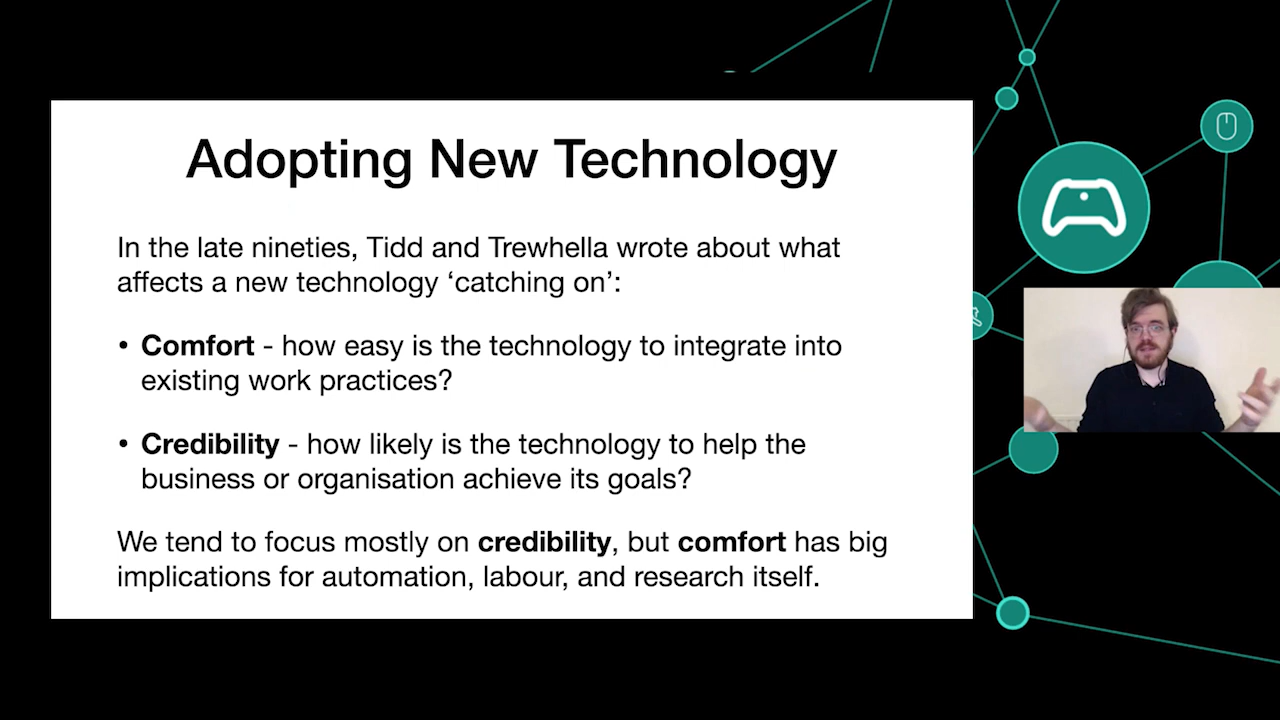 Adopting New Technology
In the late nineties, Tidd and Trewhella wrote about what
affects a new technology ‘catching on’:
• Comfort - how easy is the technology to integrate into
existing work practices?
• Credibility - how likely is the technology to help the
business or organisation achieve its goals?
We tend to focus mostly on credibility, but comfort has big
implications for automation, labour, and research itself.